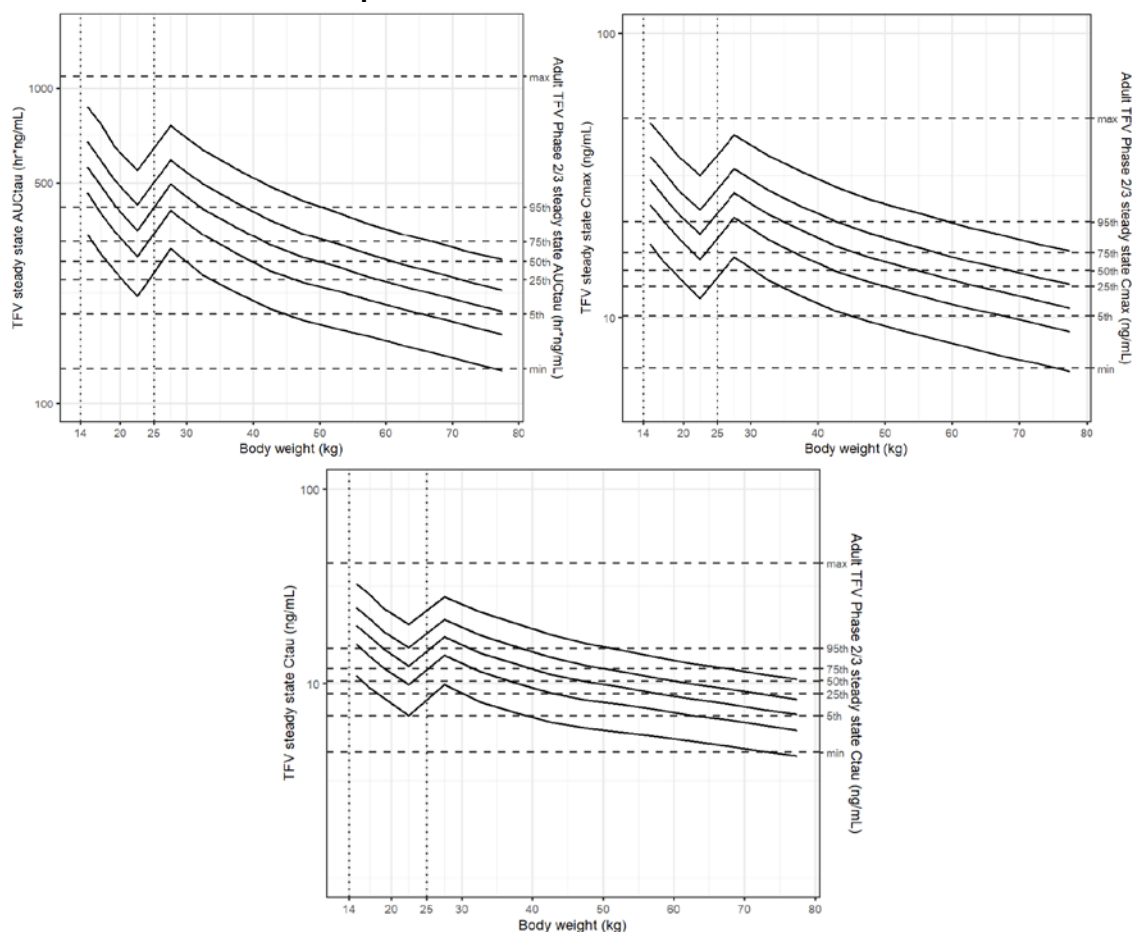 TFV steady state AUCtau (hr*ng/mL)
1000
500
100
max
95th
75th
50th
25th
5th
min
Adult TFV Phase 2/3 steady state AUCtau (hr*ng/mL)
14 20 25 30 40 50 60 70 80
Body weight (kg)
TFV steady state Cmax (ng/mL)
100
10
max
95th
75th
50th
25th
5th
min
Adult TFV Phase 2/3 steady state Cmax (ng/mL)
14 20 25 30 40 50 60 70 80
Body weight (kg)
TFV steady state Ctau (ng/mL)
100
10
max
95th
75th
50th
25th
5th
min
Adult TFV Phase 2/3 steady state Ctau (ng/mL)
14 20 25 30 40 50 60 70 80
Body weight (kg)